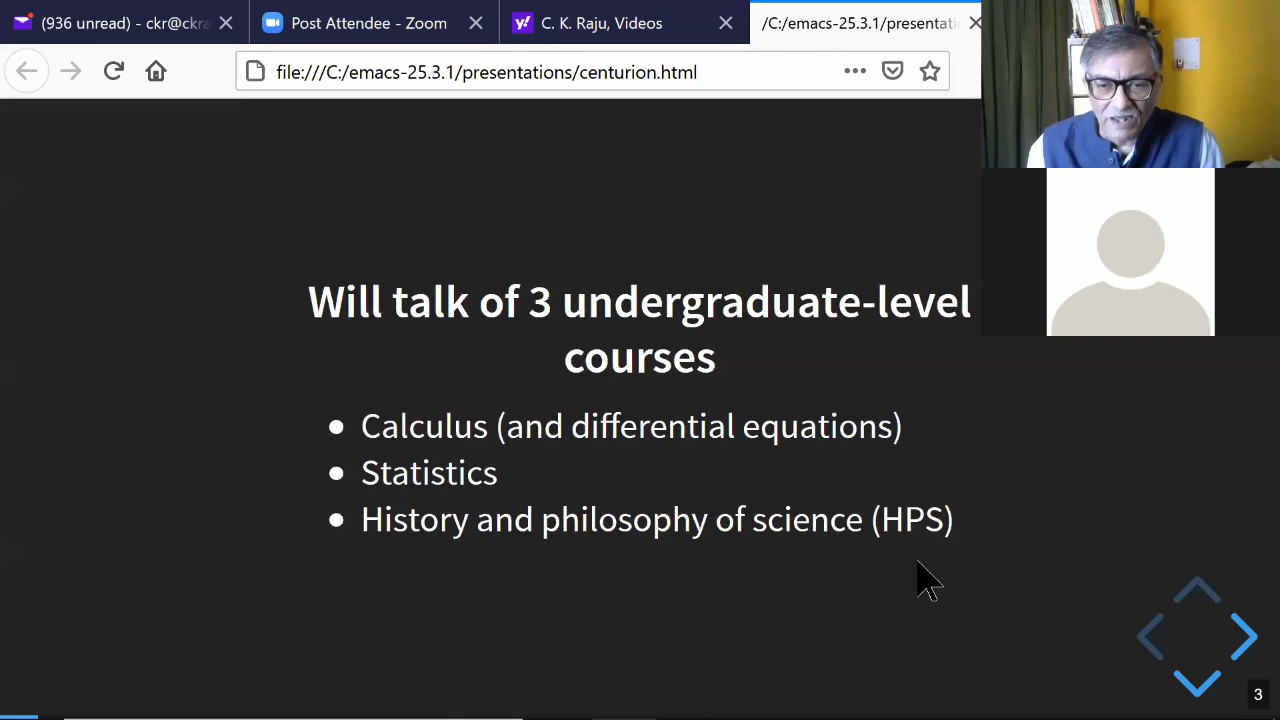 (936 unread) - ckr@ckra
Post Attendee - Zoom
C. K. Raju, Videos
/C:/emacs-25.3.1/presentatio
file:///C:/emacs-25.3.1/presentations/centurion.html
Will talk of 3 undergraduate-level
courses
Calculus (and differential equations)
Statistics
History and philosophy of science (HPS)
3